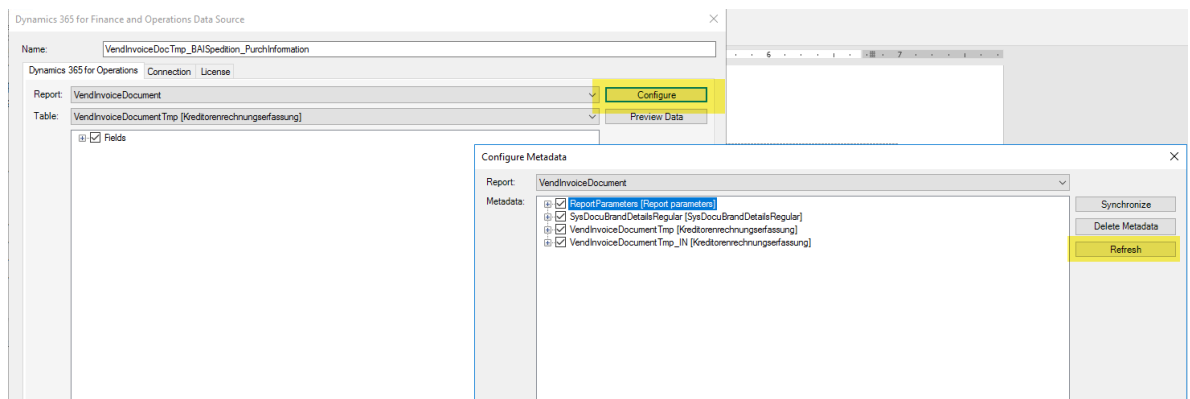 Dynamics 365 for Finance and Operations Data Source
Name: VendInvoiceDocTmp_BAISpedition_PurchInformation
Dynamics 365 for Operations Connection License
Report: VendInvoiceDocument Configure
Table: VendInvoiceDocumentTmp [Kreditorenrechnungserfassung] Preview Data
Fields
6 7
Configure Metadata
Report: VendInvoiceDocument
Metadata: ReportParameters [Report parameters] Synchronize
SysDocuBrandDetailsRegular [SysDocuBrandDetailsRegular]
VendInvoiceDocumentTmp [Kreditorenrechnungserfassung] Delete Metadata
VendInvoiceDocumentTmp_IN [Kreditorenrechnungserfassung] Refresh